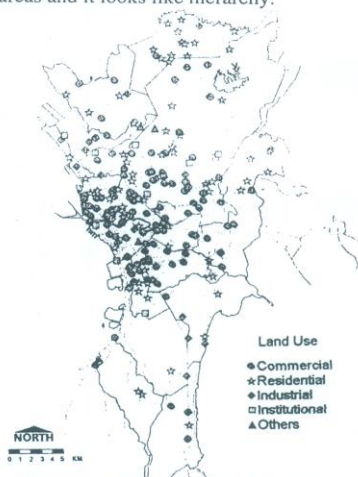 areas and it looks like hierarchy.
Land Use
Commercial
Residential
Industrial
Institutional
Others
NORTH
0 1 2 3 4 5 KM